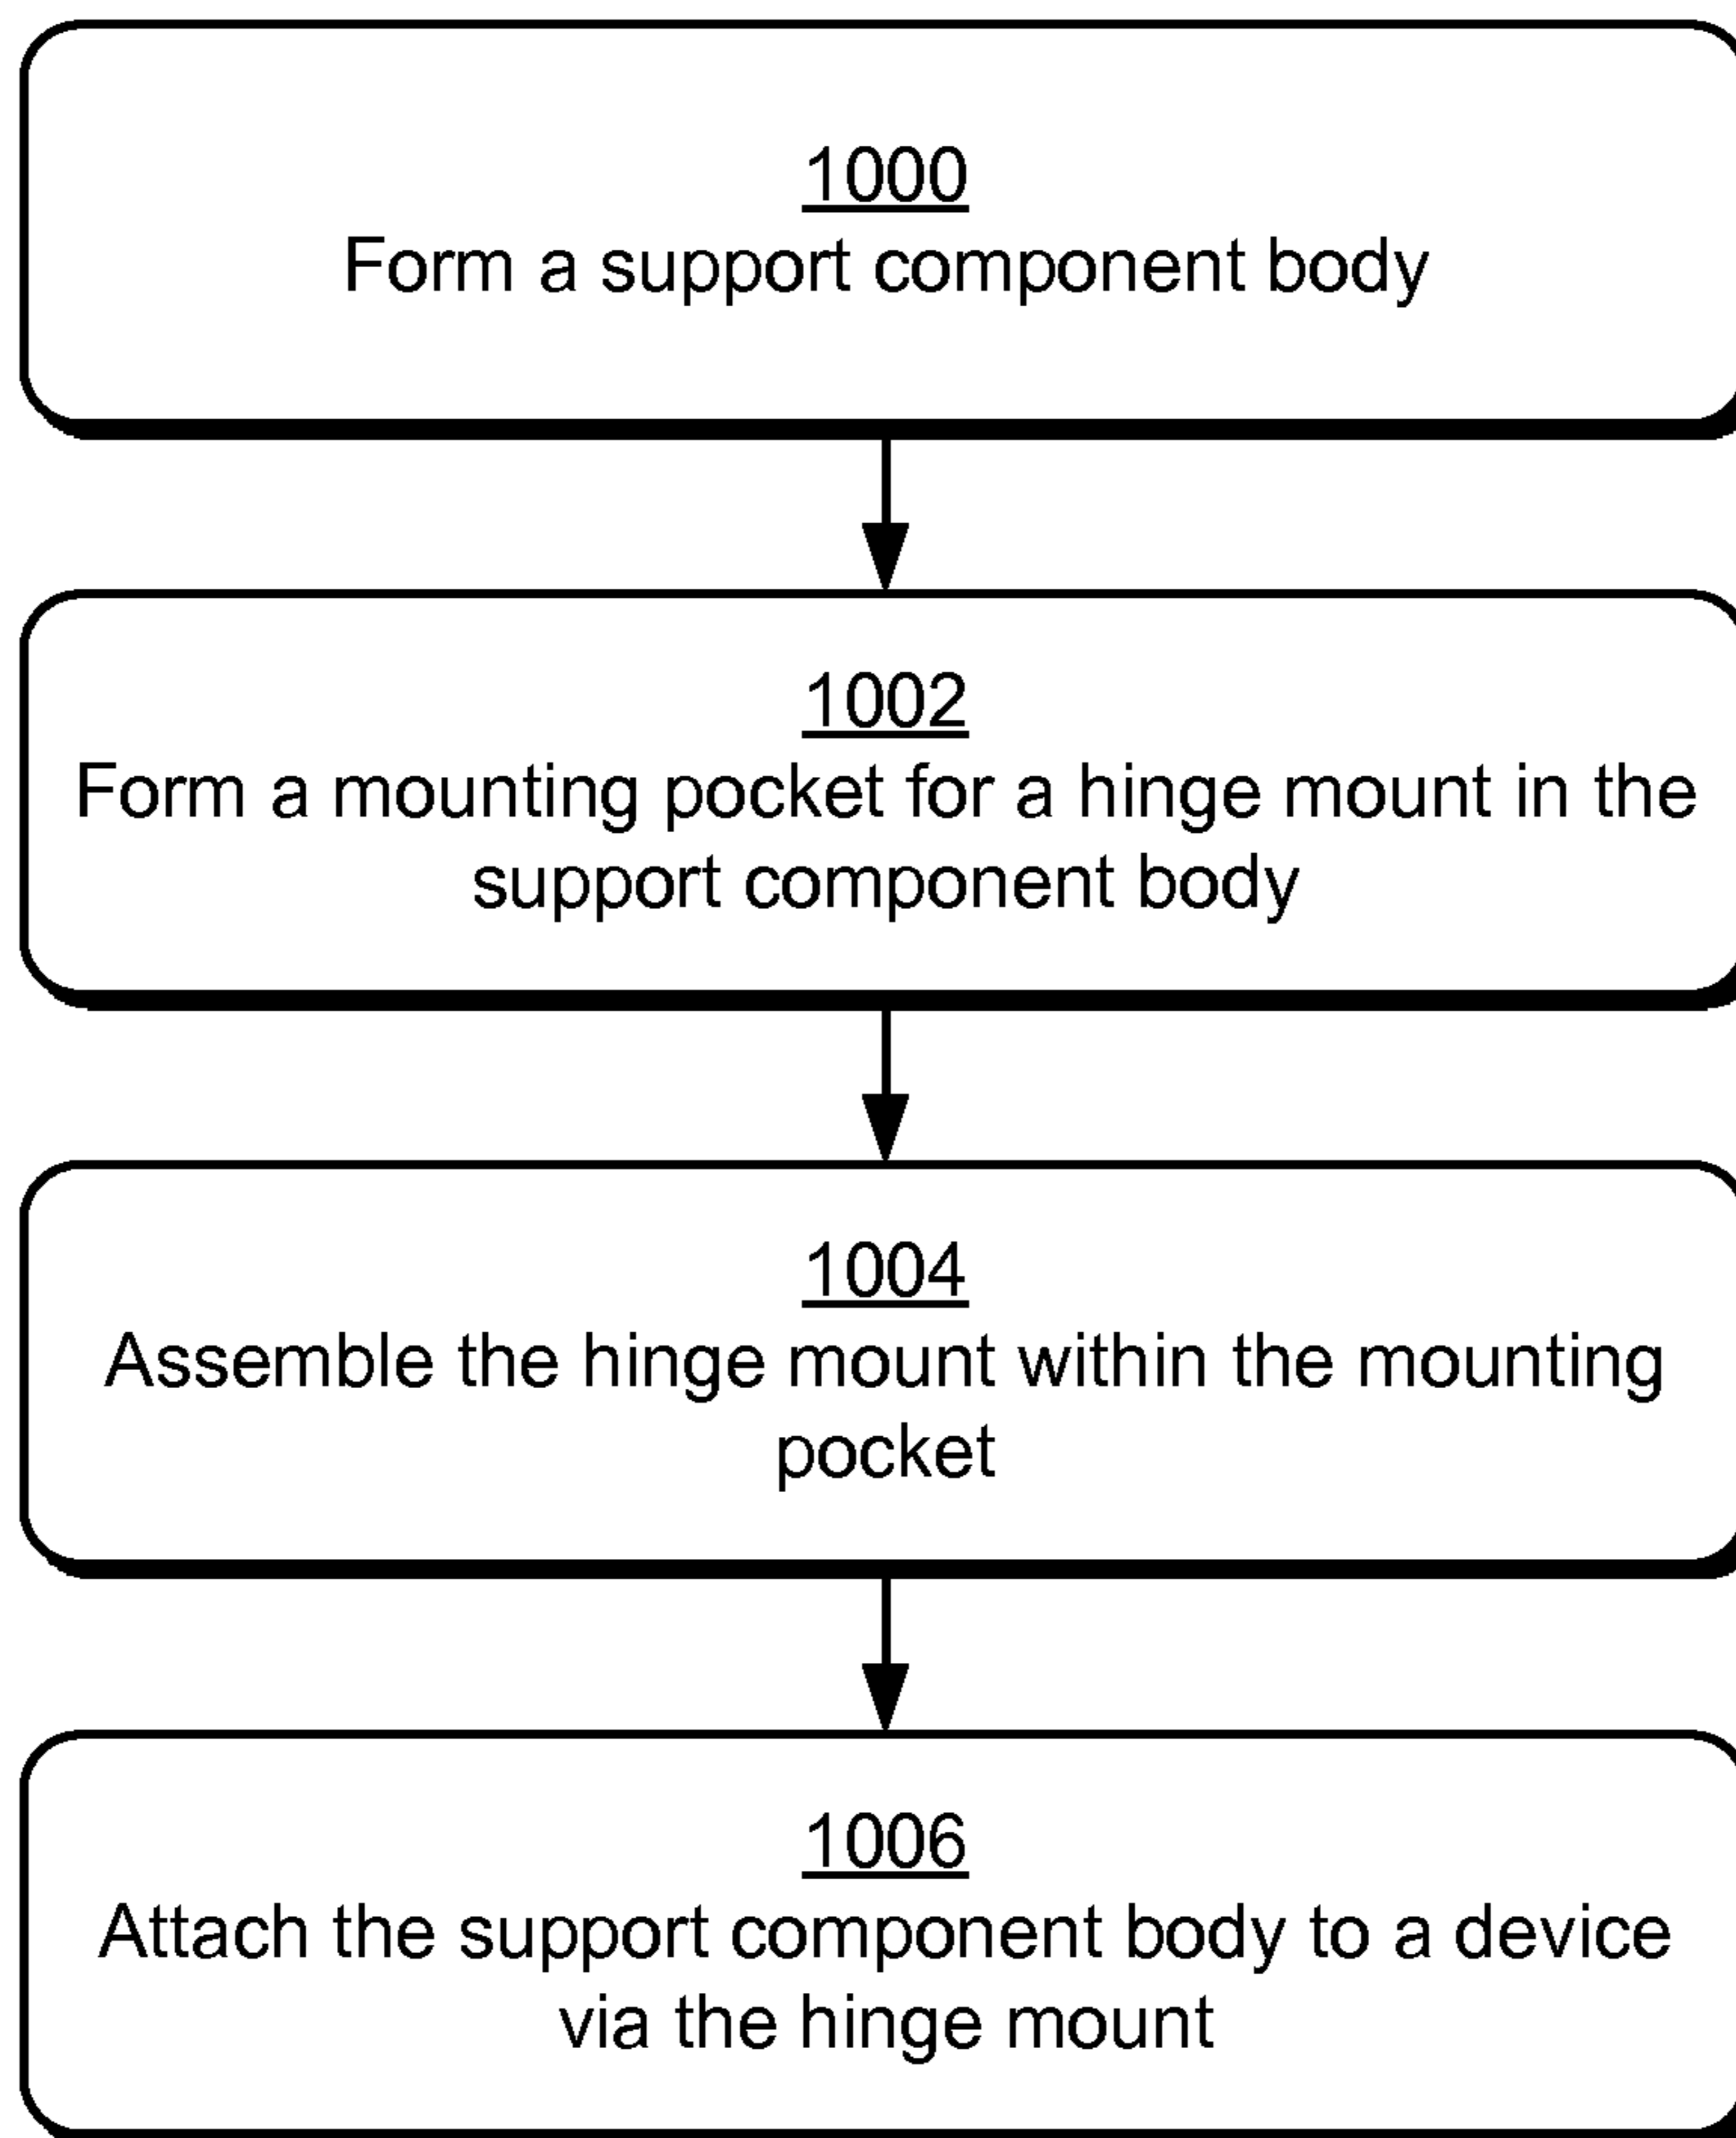 1000
Form a support component body
1002
Form a mounting pocket for a hinge mount in the
support component body
1004
Assemble the hinge mount within the mounting
pocket
1006
Attach the support component body to a device
via the hinge mount